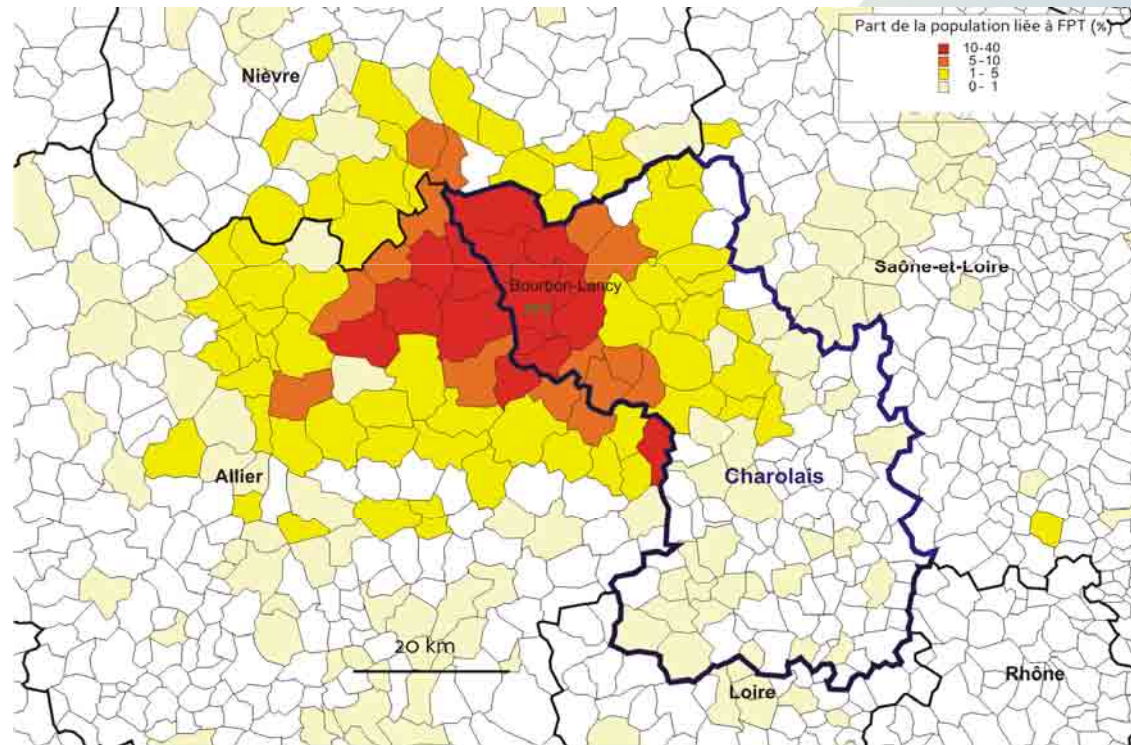 Part de la population liée à FPT (%)
10-40
5-10
1-5
0-1
Nièvre
Saône-et-Loire
Bourbon-Lancy
Allier
Charolais
20 km
Rhône
Loire